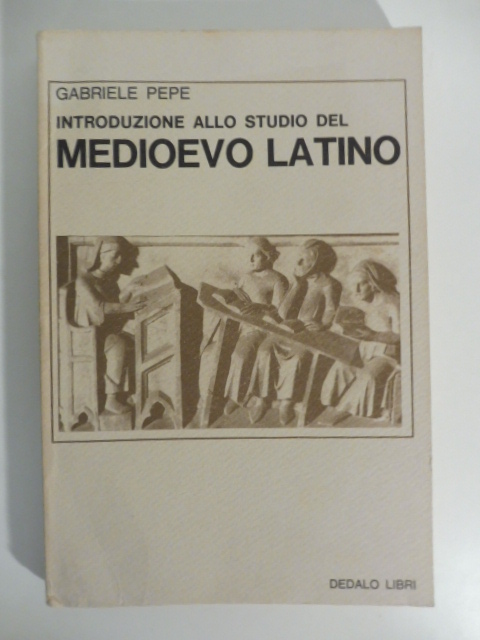 GABRIELE PEPE
INTRODUZIONE ALLO STUDIO DEL
MEDIOEVO LATINO
DEDALO LIBRI